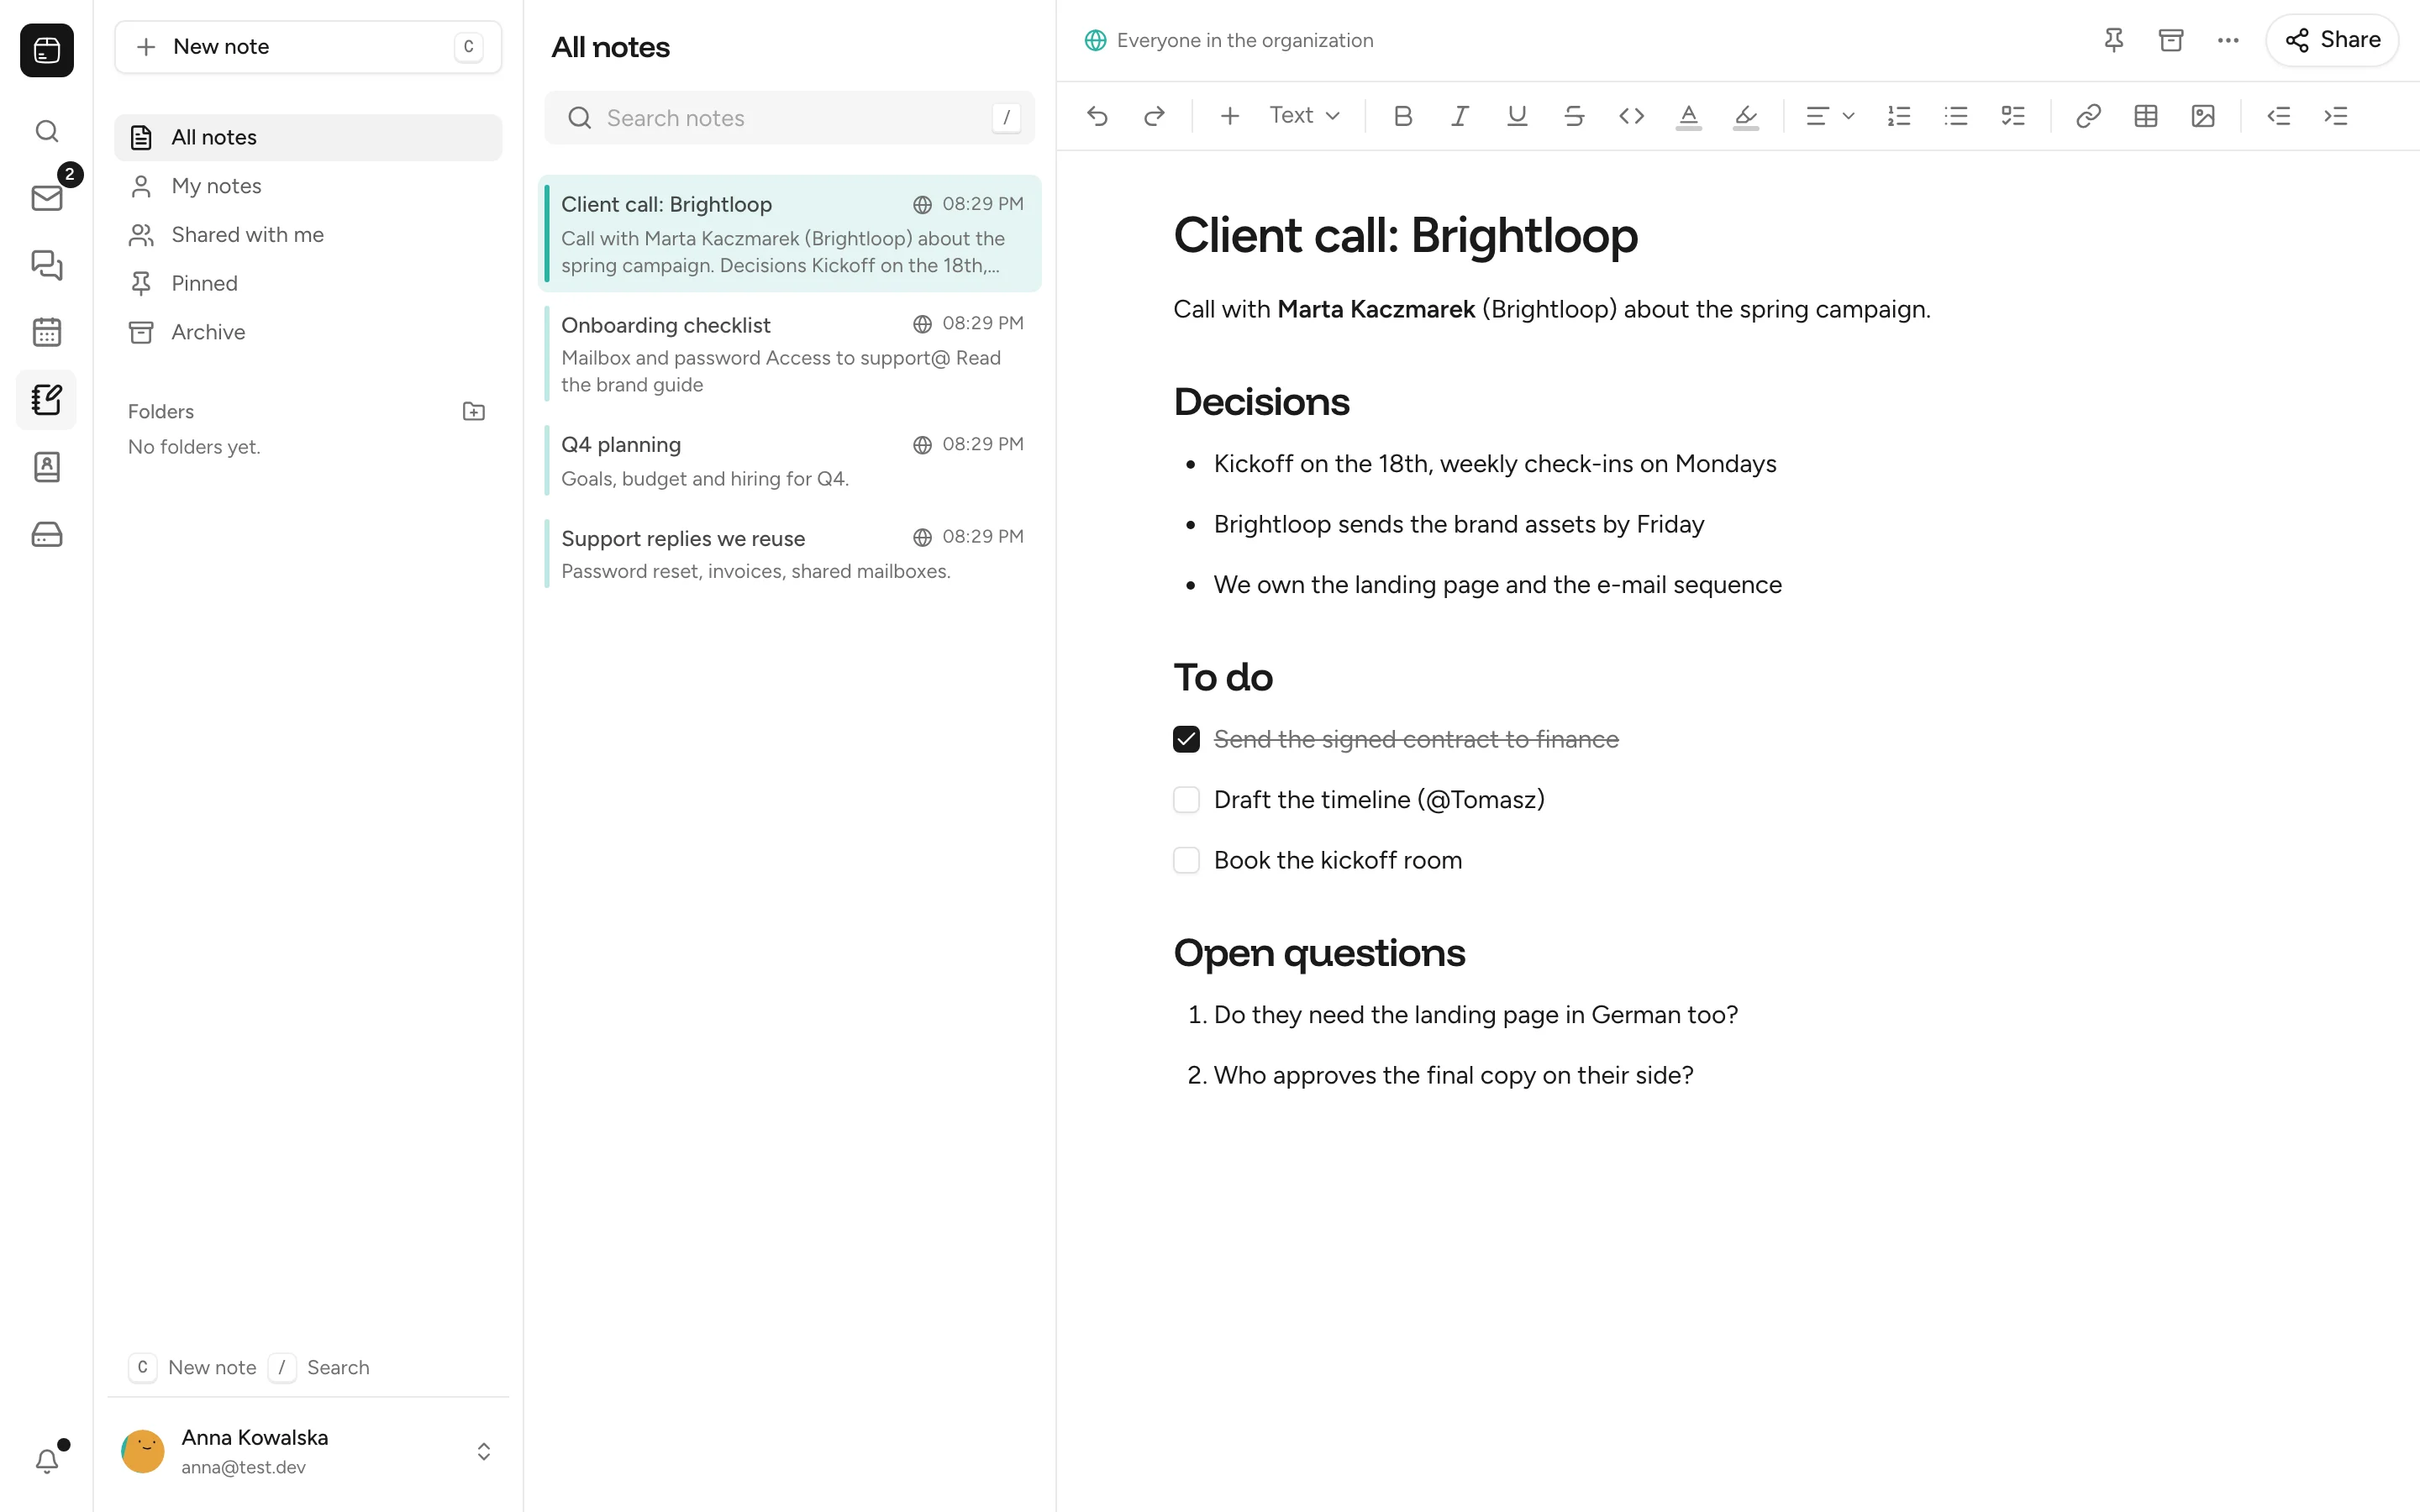 New note
C
2
All notes
My notes
Shared with me
Pinned
Archive
Folders
No folders yet.
C New note / Search
Anna Kowalska
anna@test.dev
All notes
Search notes
/
Client call: Brightloop
08:29 PM
Call with Marta Kaczmarek (Brightloop) about the
spring campaign. Decisions Kickoff on the 18th,...
Onboarding checklist
08:29 PM
Mailbox and password Access to support@ Read
the brand guide
Q4 planning
08:29 PM
Goals, budget and hiring for Q4.
Support replies we reuse
08:29 PM
Password reset, invoices, shared mailboxes.
Everyone in the organization
Share
Text
Client call: Brightloop
Call with Marta Kaczmarek (Brightloop) about the spring campaign.
Decisions
• Kickoff on the 18th, weekly check-ins on Mondays
• Brightloop sends the brand assets by Friday
• We own the landing page and the e-mail sequence
To do
Send the signed contract to finance
Draft the timeline (@Tomasz)
Book the kickoff room
Open questions
1. Do they need the landing page in German too?
2. Who approves the final copy on their side?